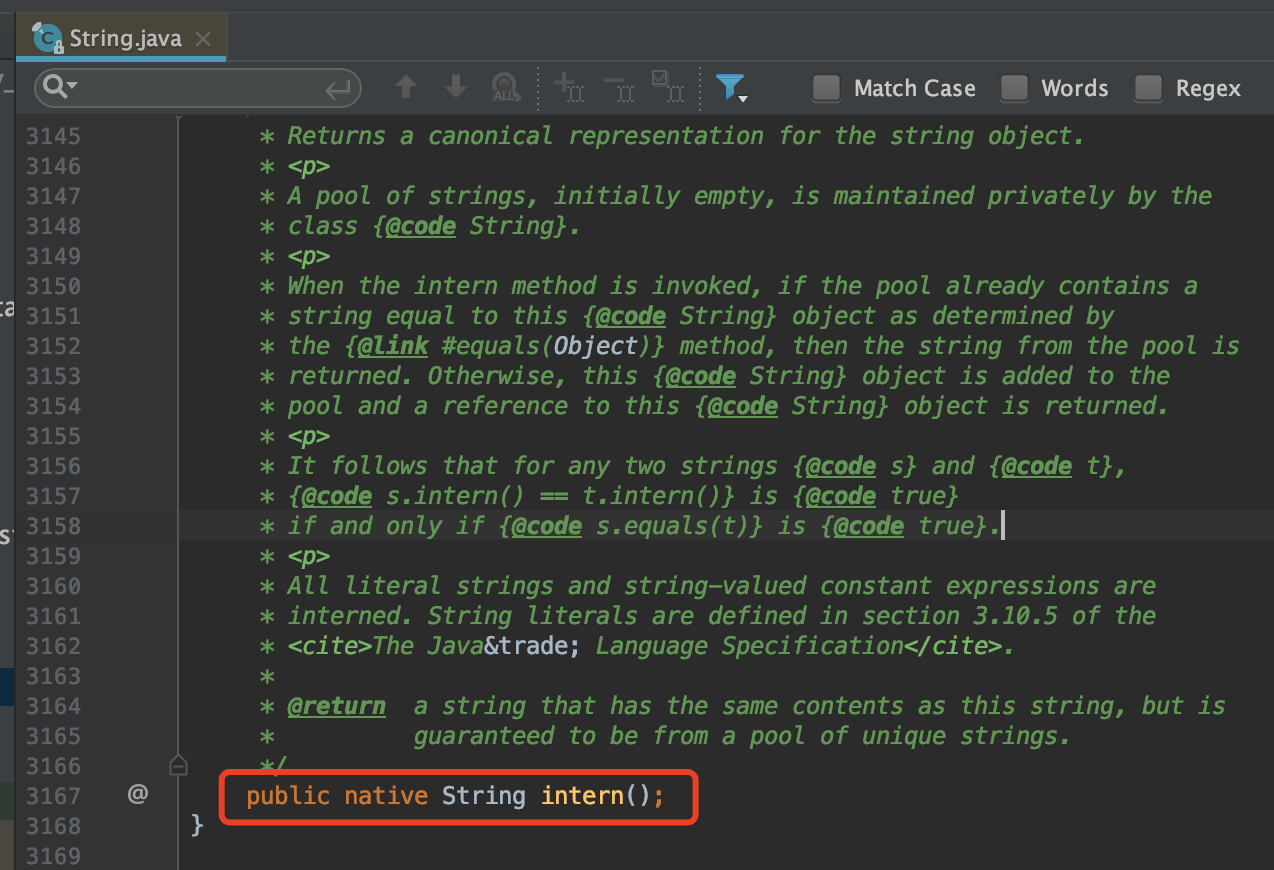 String.java
ALL
Match Case
Words
Regex
3145 * Returns a canonical representation for the string object.
3146 * <p>
3147 * A pool of strings, initially empty, is maintained privately by the
3148 * class {@code String}.
3149 * <p>
3150 * When the intern method is invoked, if the pool already contains a
3151 * string equal to this {@code String} object as determined by
3152 * the {@link #equals(Object)} method, then the string from the pool is
3153 * returned. Otherwise, this {@code String} object is added to the
3154 * pool and a reference to this {@code String} object is returned.
3155 * <p>
3156 * It follows that for any two strings {@code s} and {@code t},
3157 * {@code s.intern() == t.intern()} is {@code true}
3158 * if and only if {@code s.equals(t)} is {@code true}.
3159 * <p>
3160 * All literal strings and string-valued constant expressions are
3161 * interned. String literals are defined in section 3.10.5 of the
3162 * <cite>The Java&trade; Language Specification</cite>.
3163 *
3164 * @return  a string that has the same contents as this string, but is
3165 *          guaranteed to be from a pool of unique strings.
3166 */
3167 @ public native String intern();
3168 }
3169